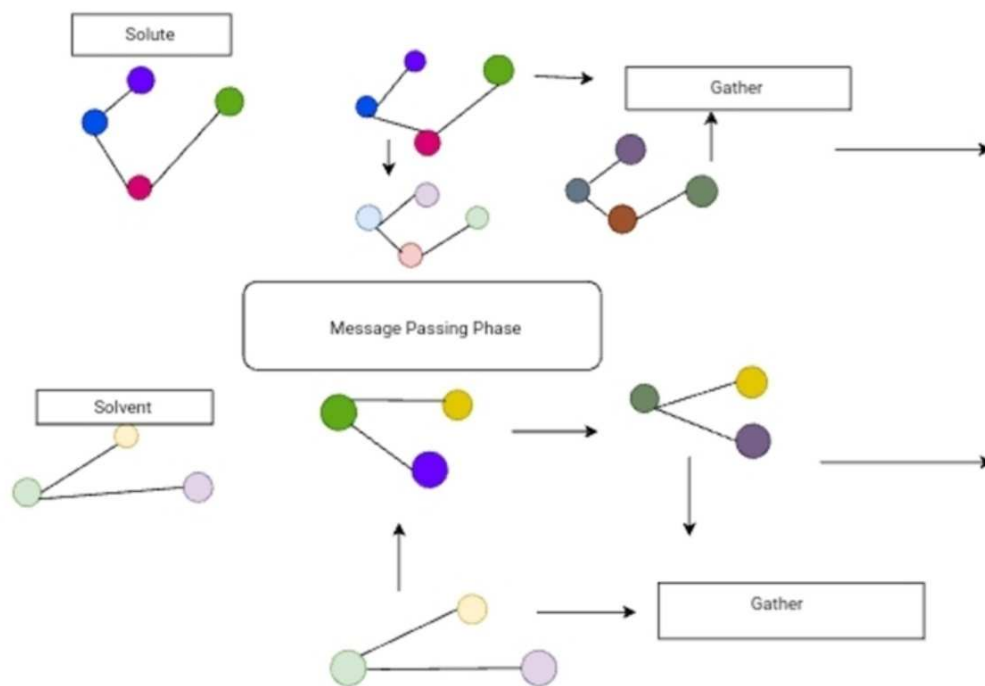 Solute
Gather
Message Passing Phase
Solvent
Gather